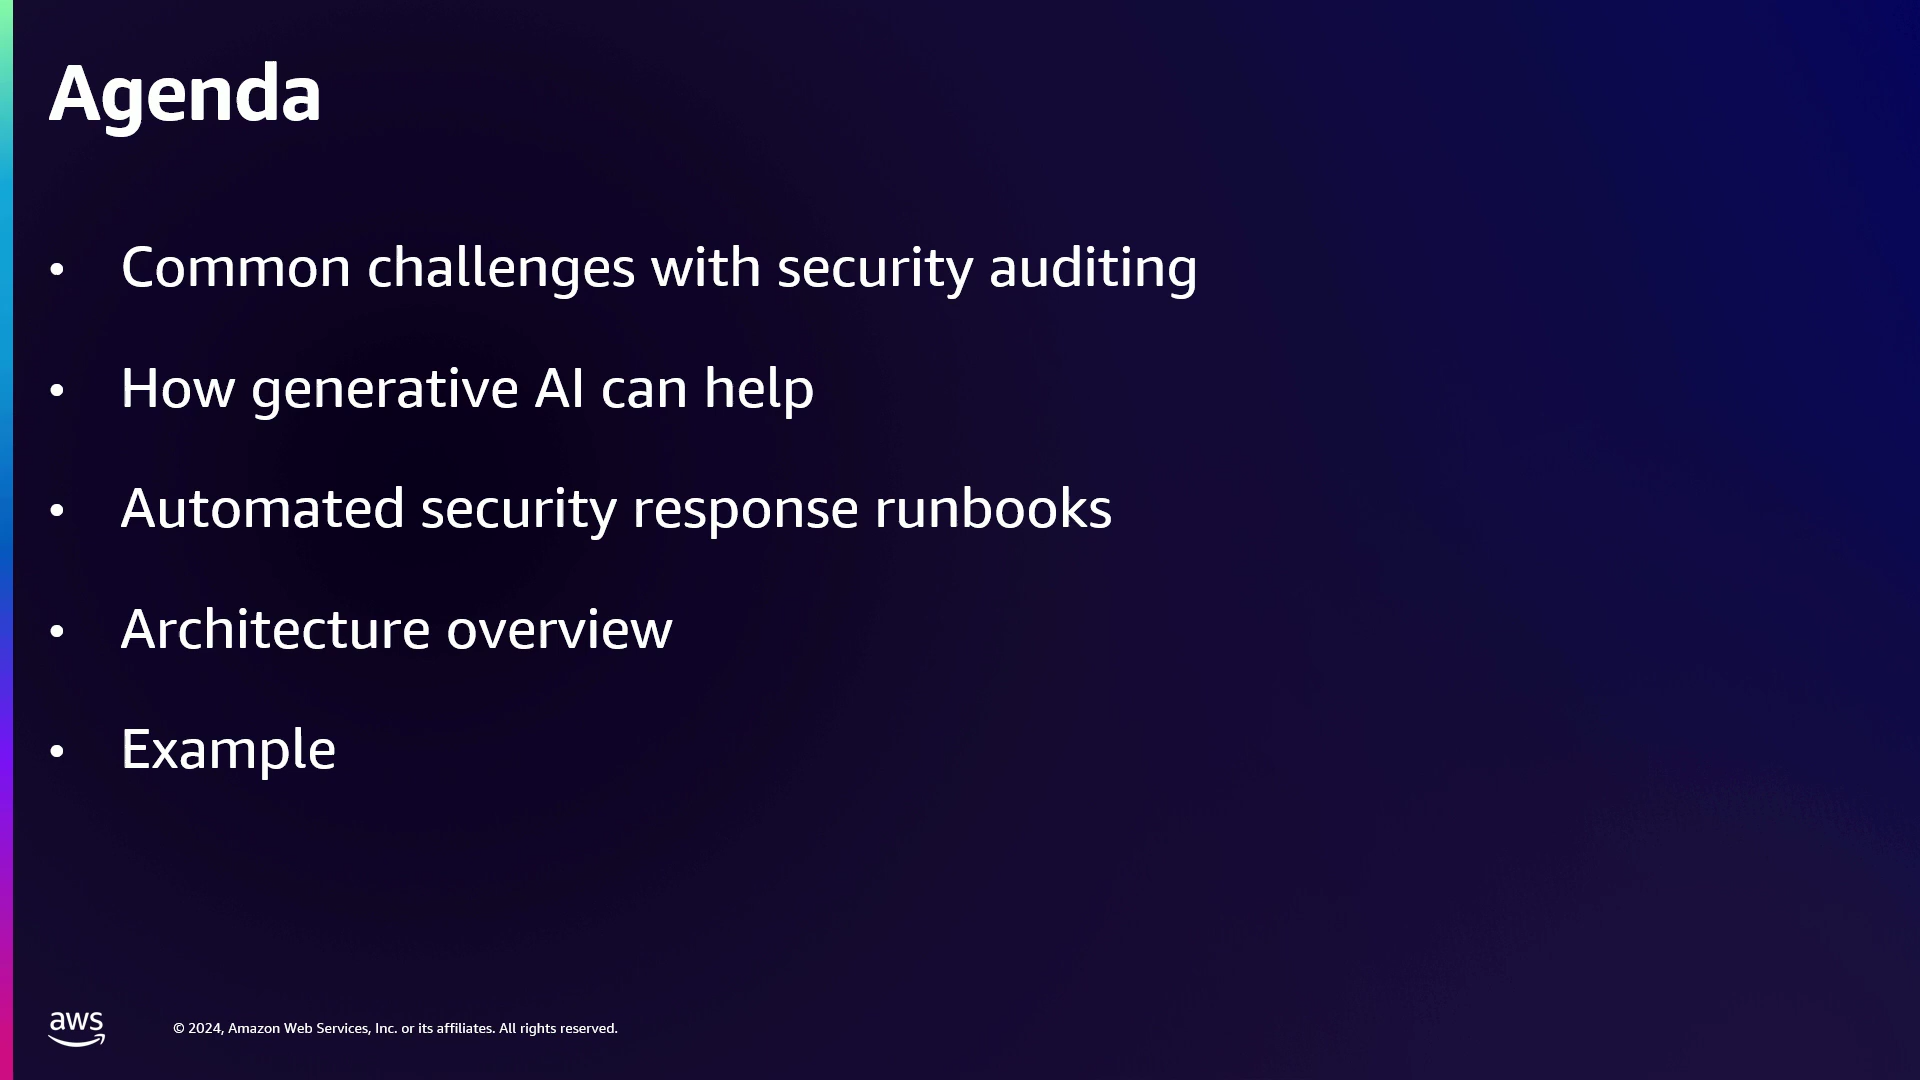 Agenda
• Common challenges with security auditing
• How generative AI can help
• Automated security response runbooks
• Architecture overview
• Example
aws
© 2024, Amazon Web Services, Inc. or its affiliates. All rights reserved.